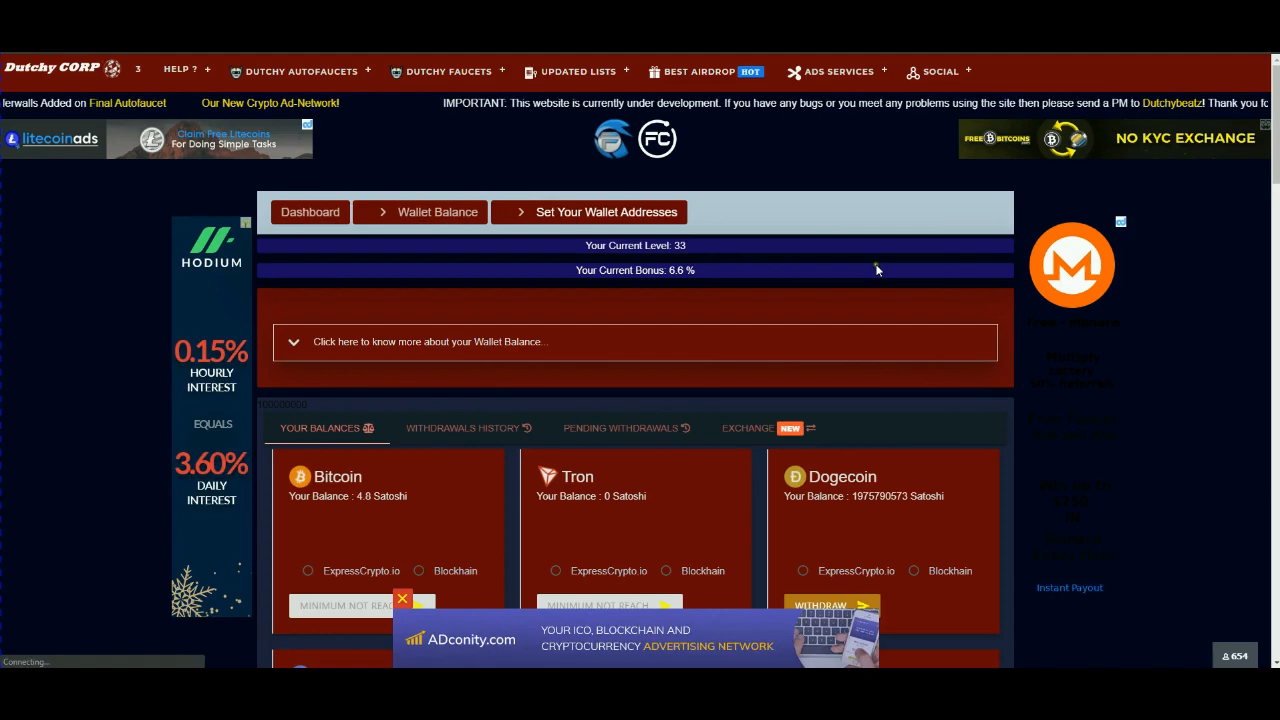 Dutchy CORP 3 HELP ? + DUTCHY AUTOFAUCETS + DUTCHY FAUCETS + UPDATED LISTS + BEST AIRDROP HOT ADS SERVICES + SOCIAL +
lerwalls Added on Final Autofaucet Our New Crypto Ad-Network! IMPORTANT: This website is currently under development. If you have any bugs or you meet any problems using the site then please send a PM to Dutchybeatz! Thank you fo
litecoinads
Claim Free Litecoins
For Doing Simple Tasks
FC
FREE BITCOINS
NO KYC EXCHANGE
Dashboard Wallet Balance Set Your Wallet Addresses
Your Current Level: 33
Your Current Bonus: 6.6 %
HODIUM
0.15%
HOURLY
INTEREST
EQUALS
3.60%
DAILY
INTEREST
Click here to know more about your Wallet Balance...
100000000
YOUR BALANCES WITHDRAWALS HISTORY PENDING WITHDRAWALS EXCHANGE NEW
Bitcoin
Your Balance : 4.8 Satoshi
ExpressCrypto.io Blockhain
MINIMUM NOT REAC
Tron
Your Balance : 0 Satoshi
ExpressCrypto.io Blockhain
MINIMUM NOT REACH
Dogecoin
Your Balance : 1975790573 Satoshi
ExpressCrypto.io Blockhain
WITHDRAW
Instant Payout
ADconity.com
YOUR ICO, BLOCKCHAIN AND
CRYPTOCURRENCY ADVERTISING NETWORK
Connecting...
654